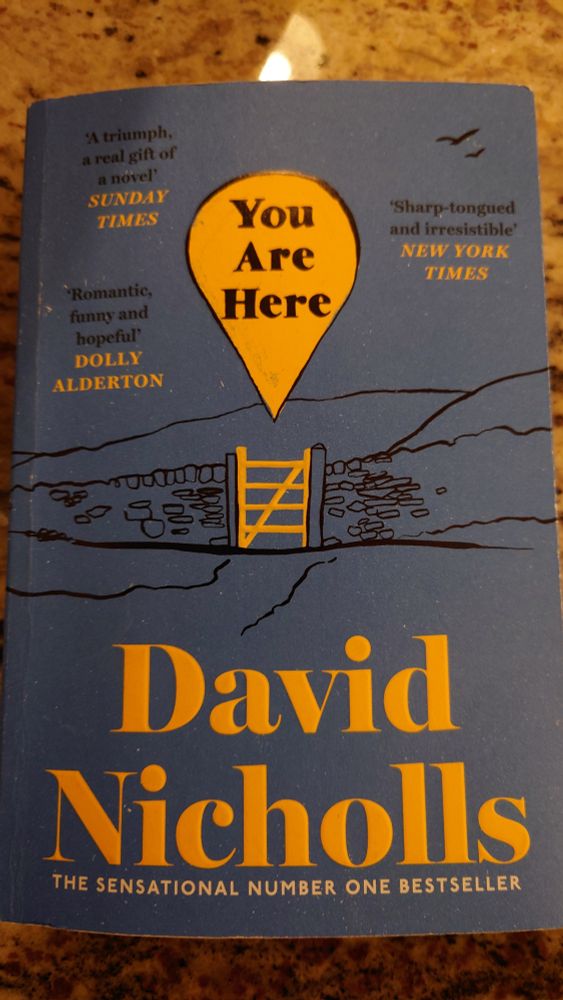 'A triumph,
a real gift of
a novel'
SUNDAY
TIMES
'Sharp-tongued
and irresistible'
NEW YORK
TIMES
'Romantic,
funny and
hopeful'
DOLLY
ALDERTON
You
Are
Here
David
Nicholls
THE SENSATIONAL NUMBER ONE BESTSELLER